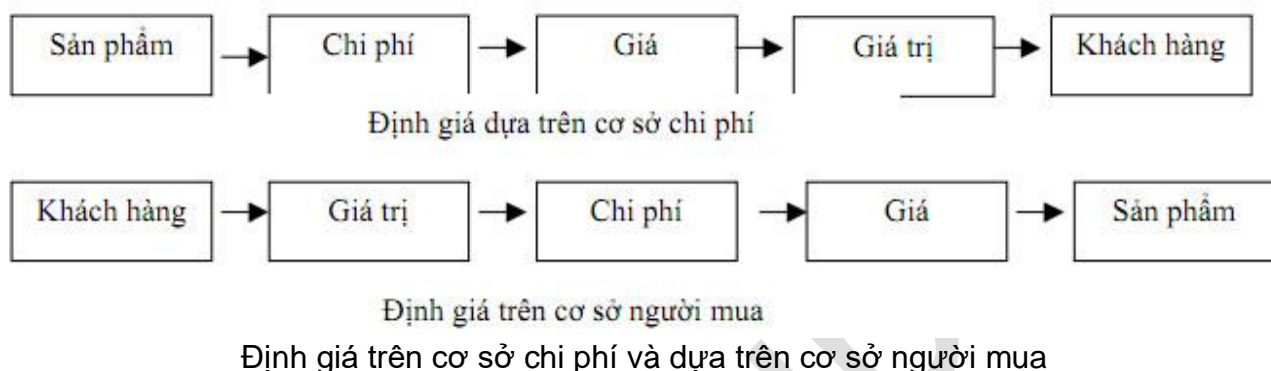 Sản phẩm Chi phí Giá Giá trị Khách hàng
Định giá dựa trên cơ sở chi phí
Khách hàng Giá trị Chi phí Giá Sản phẩm
Định giá trên cơ sở người mua
Định giá trên cơ sở chi phí và dựa trên cơ sở người mua